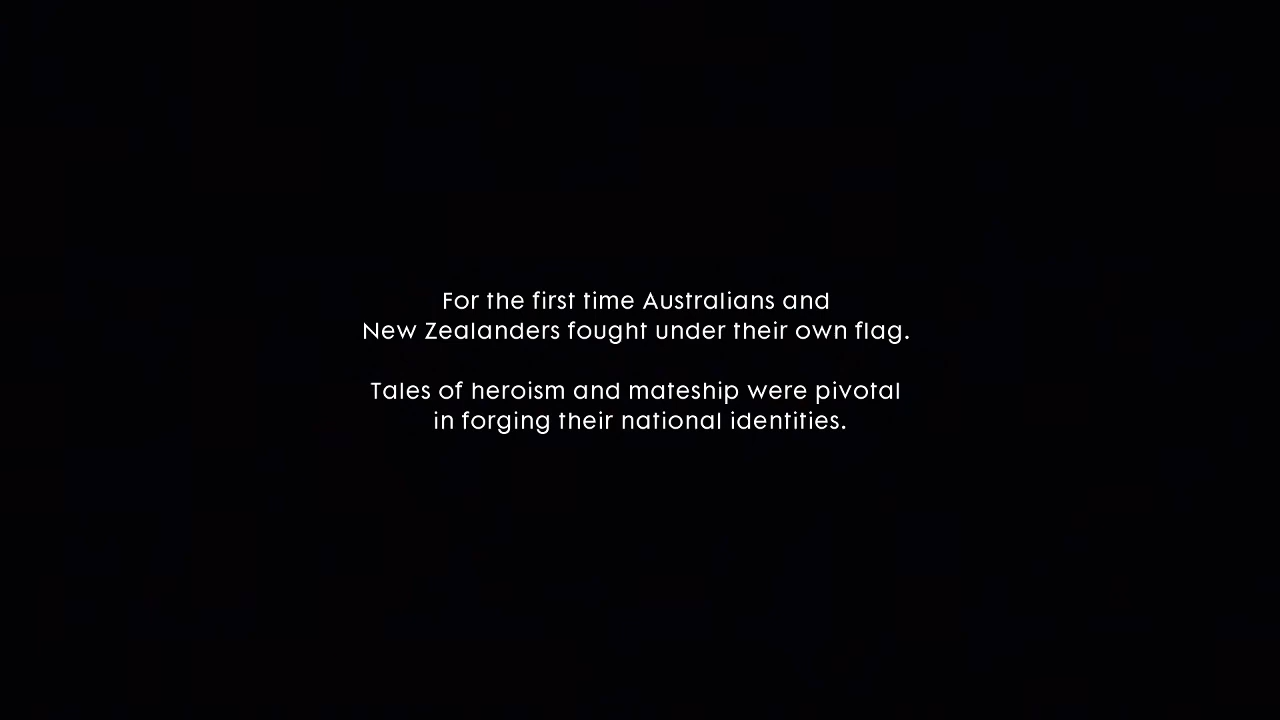 For the first time Australians and
New Zealanders fought under their own flag.
Tales of heroism and mateship were pivotal
in forging their national identities.